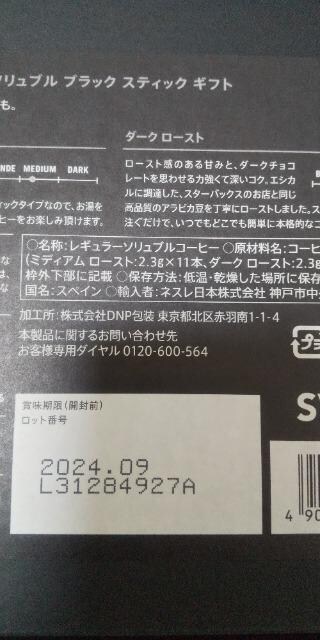 ソリュブル ブラック スティック ギフト
も。
ダーク ロースト
NDE MEDIUM DARK
ロースト感のある甘みと、ダークチョコ
レートを思わせる力強くて深いコク。エシカ
ルに調達した、スターバックスのお店と同じ
高品質のアラビカ豆を丁寧にローストしました。ス
注ぐだけで、いつでもどこでも簡単に本格的なコ
ィックタイプなので、お湯を
ヒーをお楽しみ頂けます。
○名称：レギュラーソリュブルコーヒー ○原材料名：コーヒ
(ミディアム ロースト：2.3g×11本、ダーク ロースト：2.3g
枠外下部に記載 ○保存方法：低温・乾燥した場所に保存
国名：スペイン ○輸入者：ネスレ日本株式会社 神戸市中央
加工所：株式会社DNP包装 東京都北区赤羽南1-1-4
本製品に関するお問い合わせ先
お客様専用ダイヤル 0120-600-564
プラ
賞味期限(開封前)
ロット番号
2024.09
L31284927A
4 90